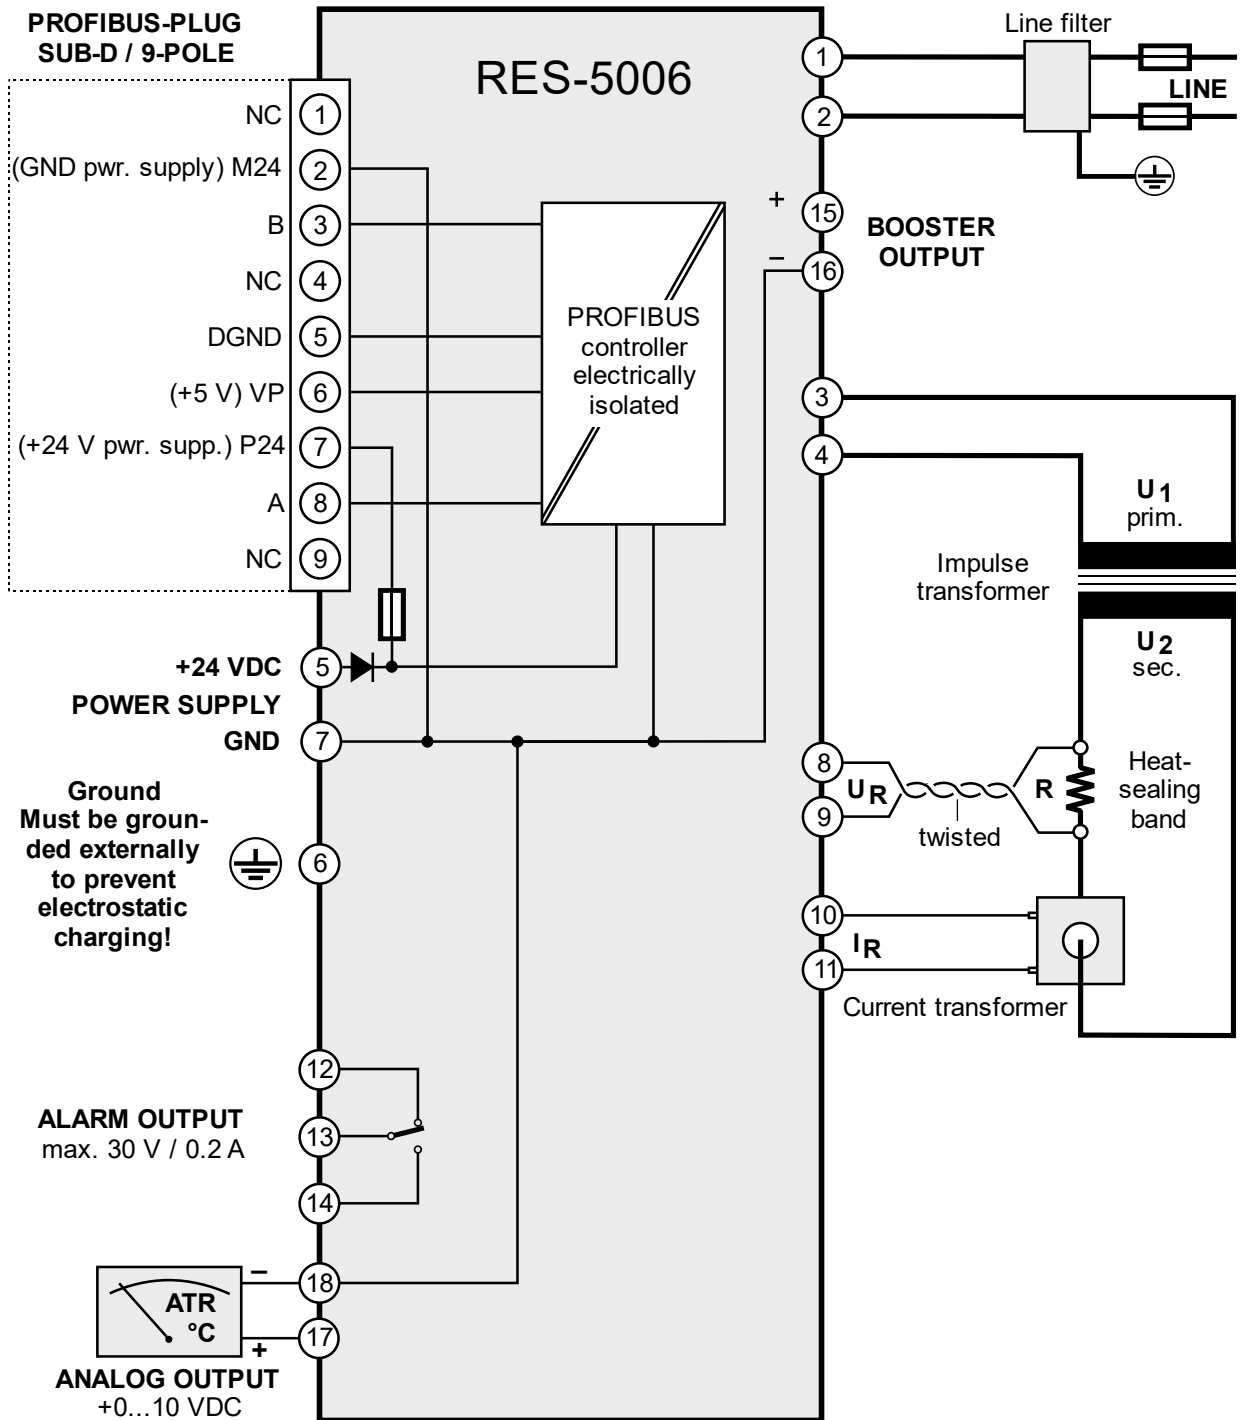 PROFIBUS-PLUG
SUB-D / 9-POLE
RES-5006
Line filter
LINE
1
2
NC 1
(GND pwr. supply) M24 2
B 3
NC 4
DGND 5
(+5 V) VP 6
(+24 V pwr. supp.) P24 7
A 8
NC 9
PROFIBUS
controller
electrically
isolated
+ 15
– 16
BOOSTER
OUTPUT
3
4
U1
prim.
Impulse
transformer
U2
sec.
+24 VDC 5
POWER SUPPLY
GND 7
Ground
Must be groun-
ded externally
to prevent
electrostatic
charging!
6
8
9
UR
twisted
R
Heat-
sealing
band
10
11
IR
Current transformer
12
13
14
ALARM OUTPUT
max. 30 V / 0.2 A
ATR
°C
– 18
+ 17
ANALOG OUTPUT
+0...10 VDC